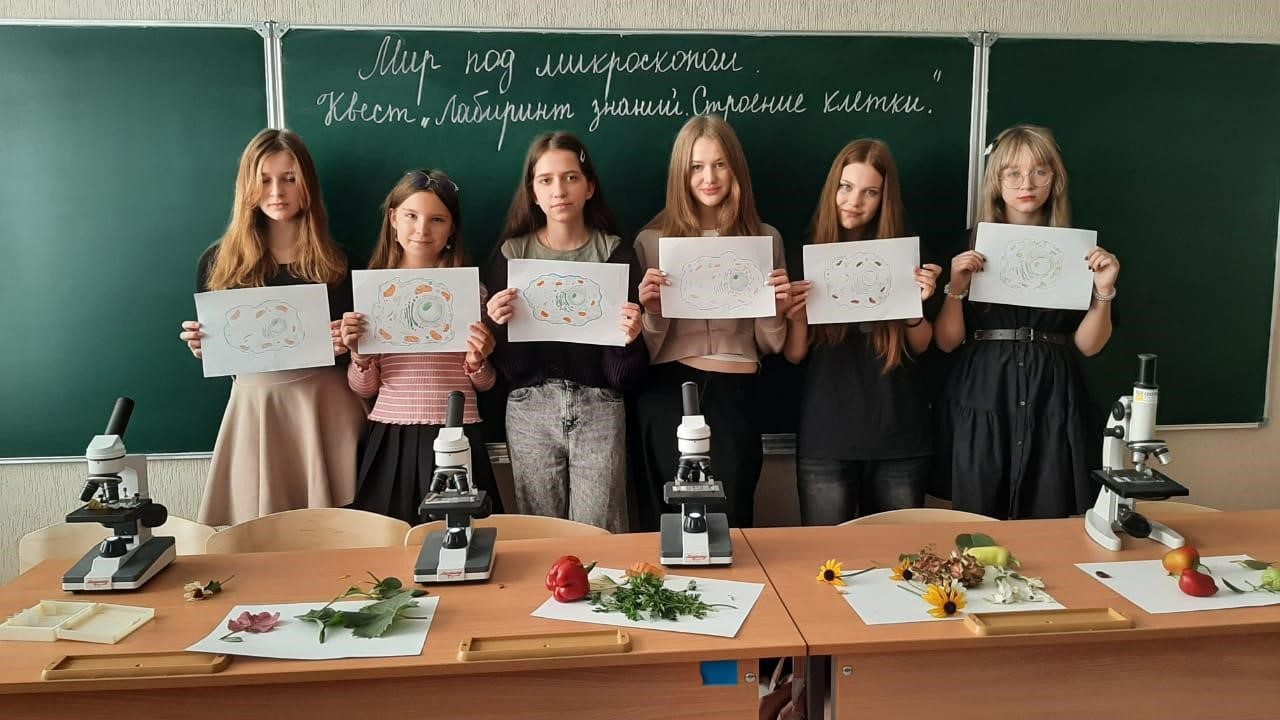 Мир под микроскопом.
Квест „Лабиринт знаний. Строение клетки."